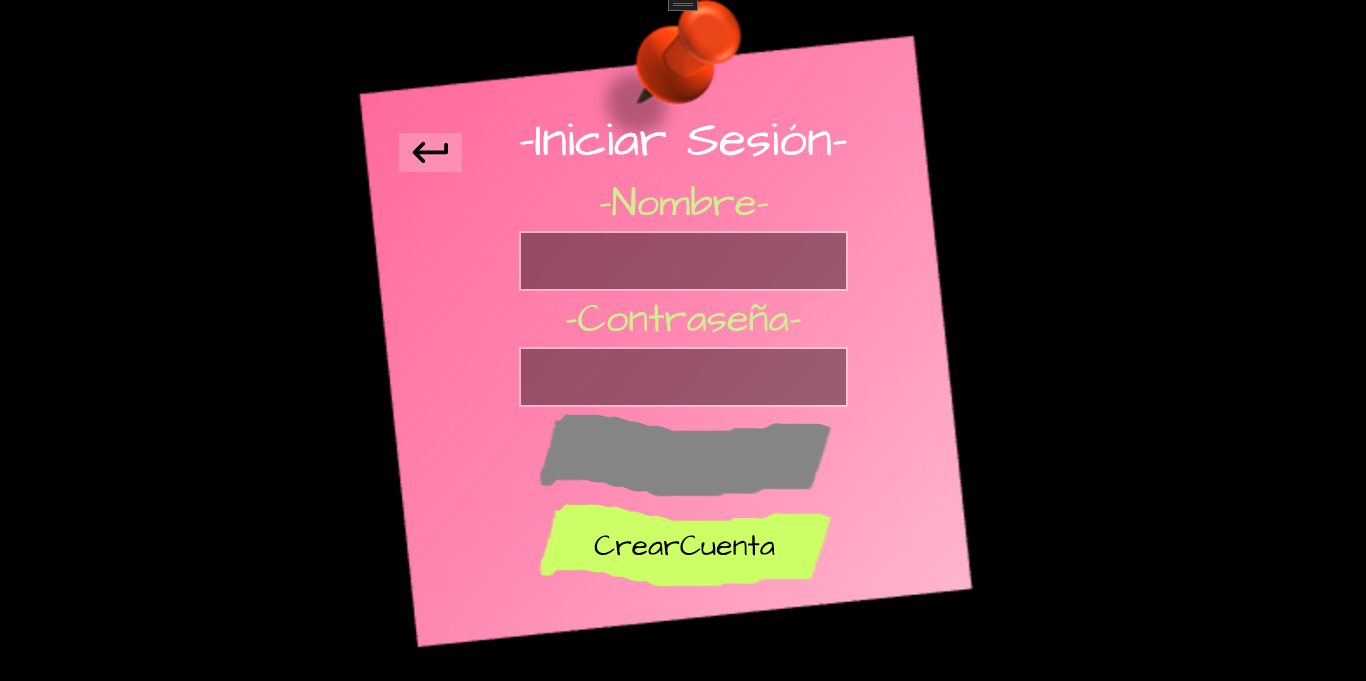 -Iniciar Sesión-
-Nombre-
-Contraseña-
CrearCuenta